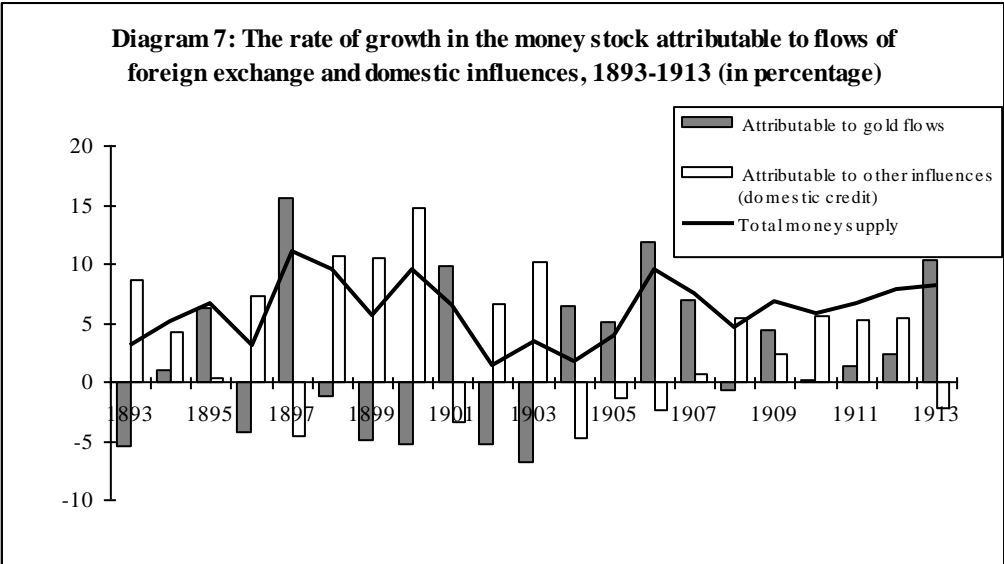 Diagram 7: The rate of growth in the money stock attributable to flows of
foreign exchange and domestic influences, 1893-1913 (in percentage)
Attributable to gold flows
Attributable to other influences
(domestic credit)
Total money supply
20
15
10
5
0
-5
-10
1893 1895 1897 1899 1901 1903 1905 1907 1909 1911 1913